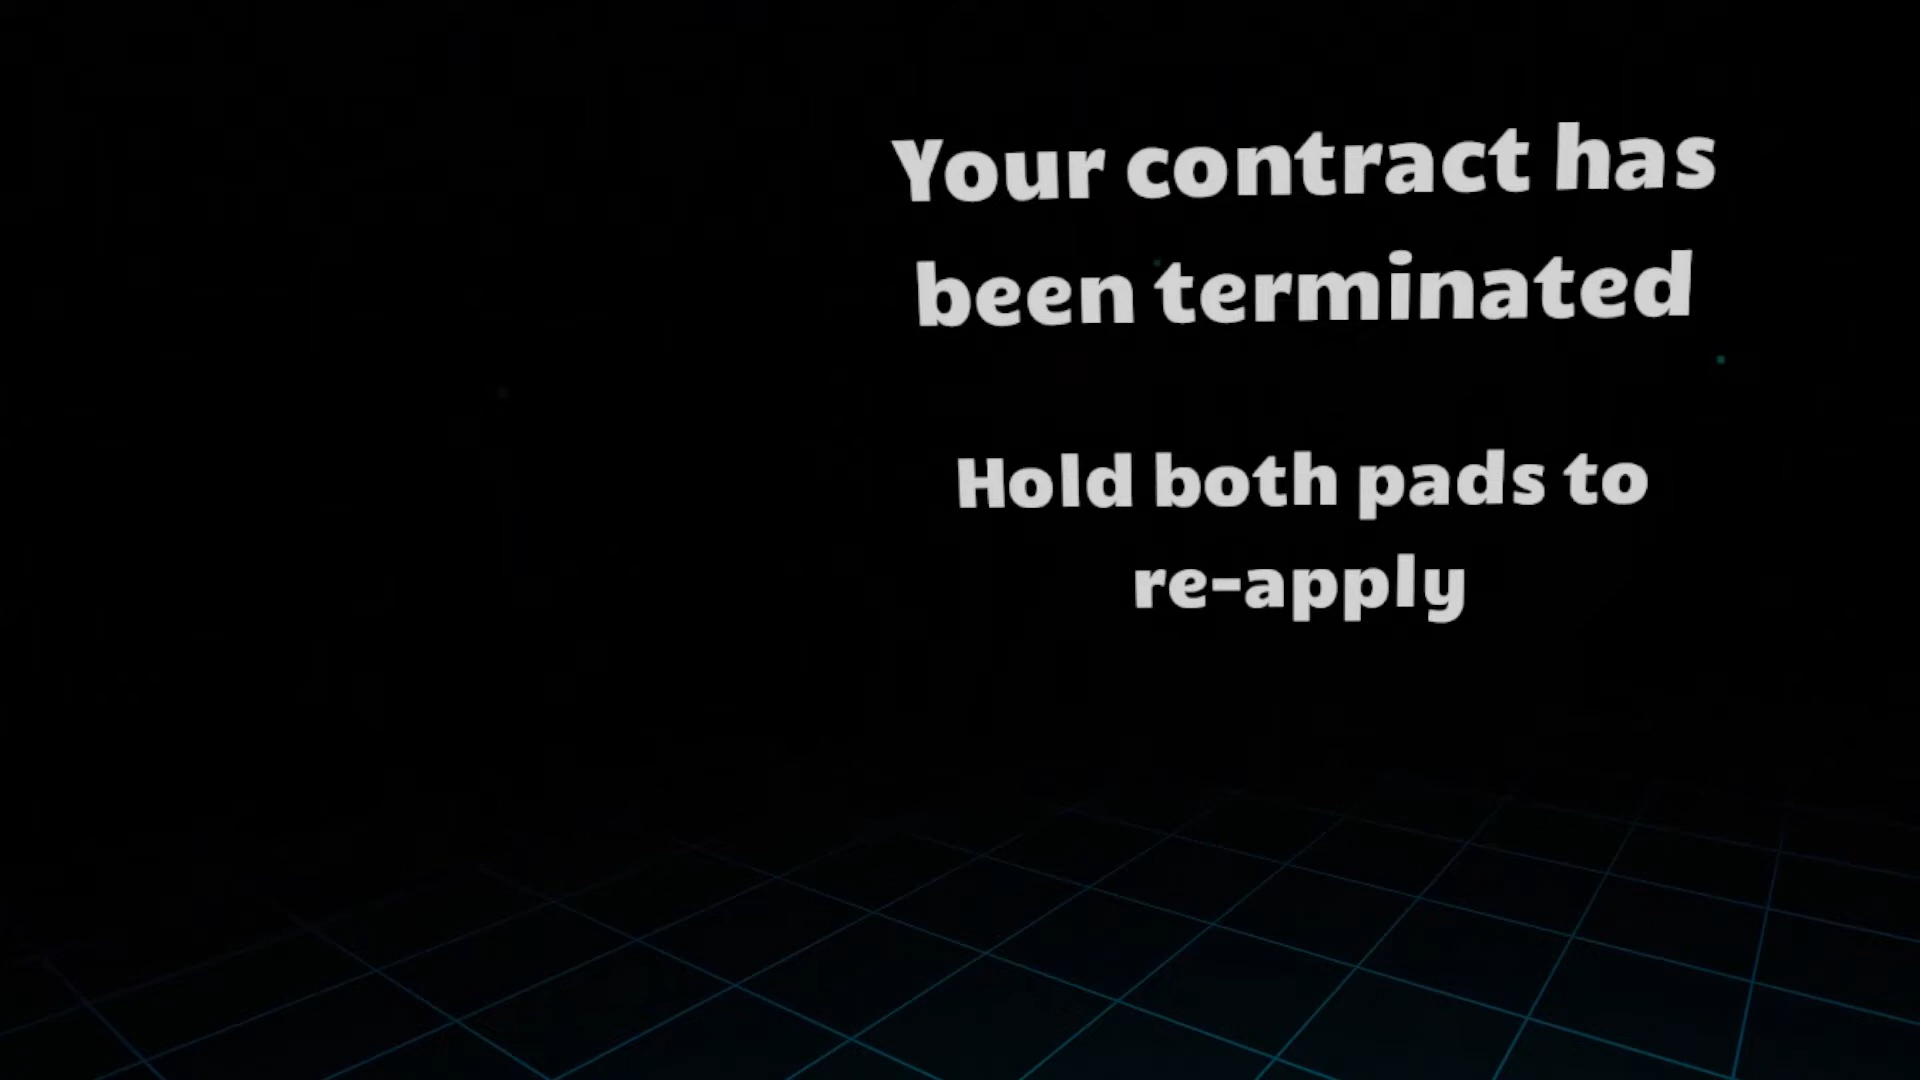 Your contract has
been terminated
Hold both pads to
re-apply